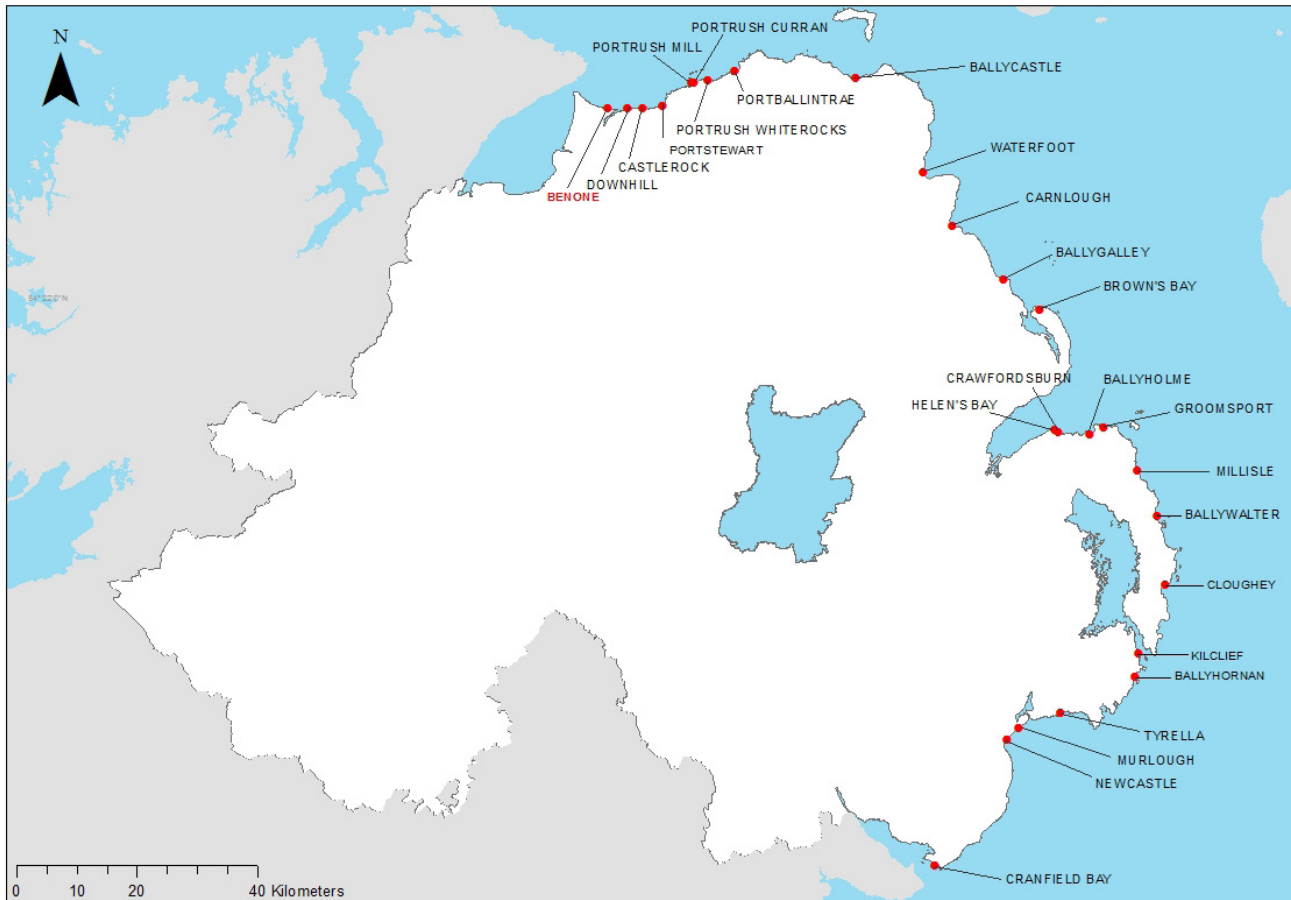 N
PORTRUSH CURRAN
PORTRUSH MILL
BALLYCASTLE
PORTBALLINTRAE
PORTRUSH WHITEROCKS
PORTSTEWART
WATERFOOT
CASTLEROCK
DOWNHILL
BENONE
CARNLOUGH
BALLYGALLEY
BROWN'S BAY
CRAWFORDSBURN
BALLYHOLME
HELEN'S BAY
GROOMSPORT
MILLISLE
BALLYWALTER
CLOUGHEY
KILCLIEF
BALLYHORNAN
TYRELLA
MURLOUGH
NEWCASTLE
CRANFIELD BAY
0 10 20 40 Kilometers